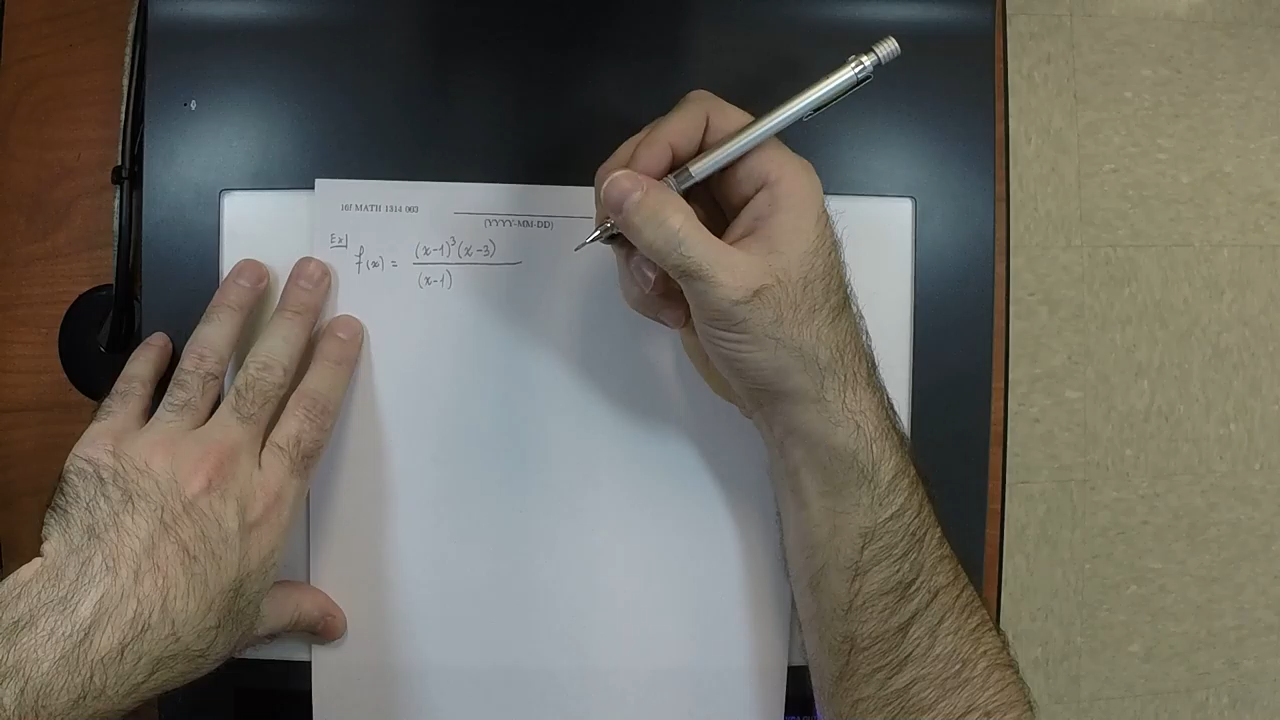 16f MATH 1314 003
(YYYY-MM-DD)
Ex]
f(x) = (x-1)³(x-3) / (x-1)